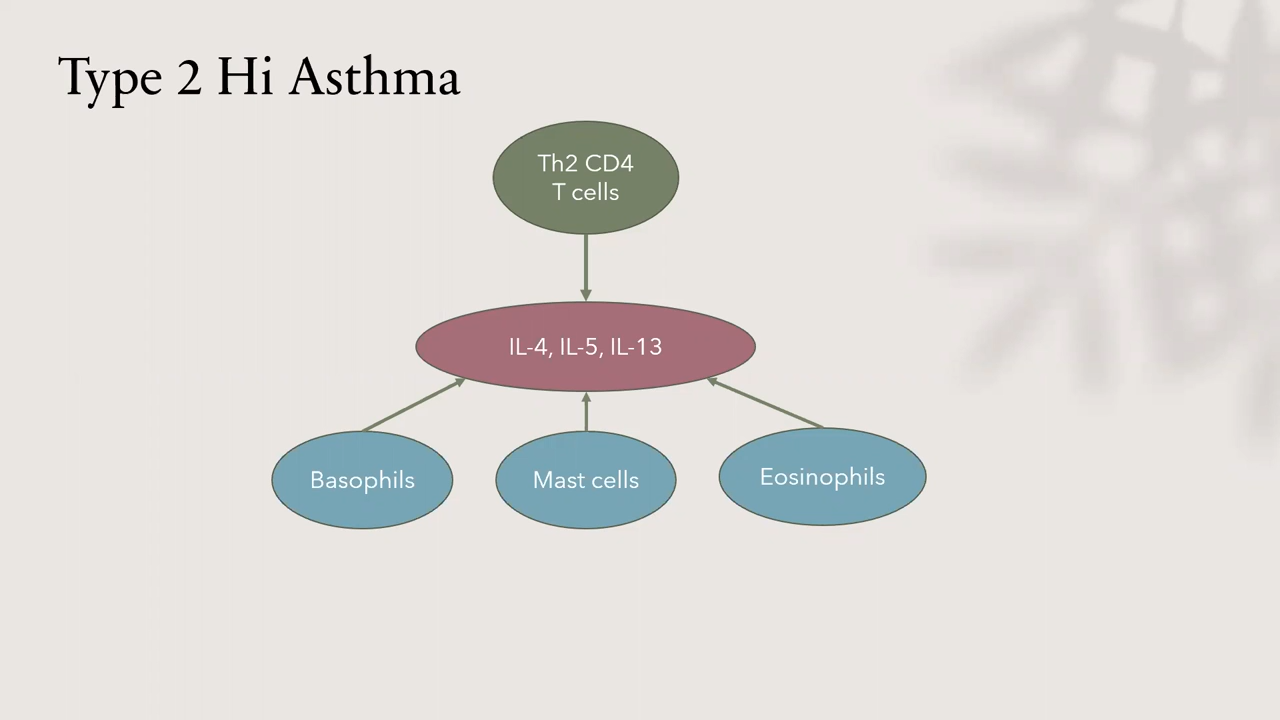 Type 2 Hi Asthma
Th2 CD4
T cells
IL-4, IL-5, IL-13
Basophils
Mast cells
Eosinophils